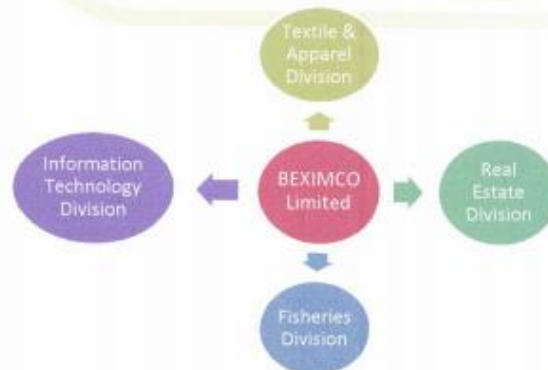 Textile &
Apparel
Division
Information
Technology
Division
BEXIMCO
Limited
Real
Estate
Division
Fisheries
Division